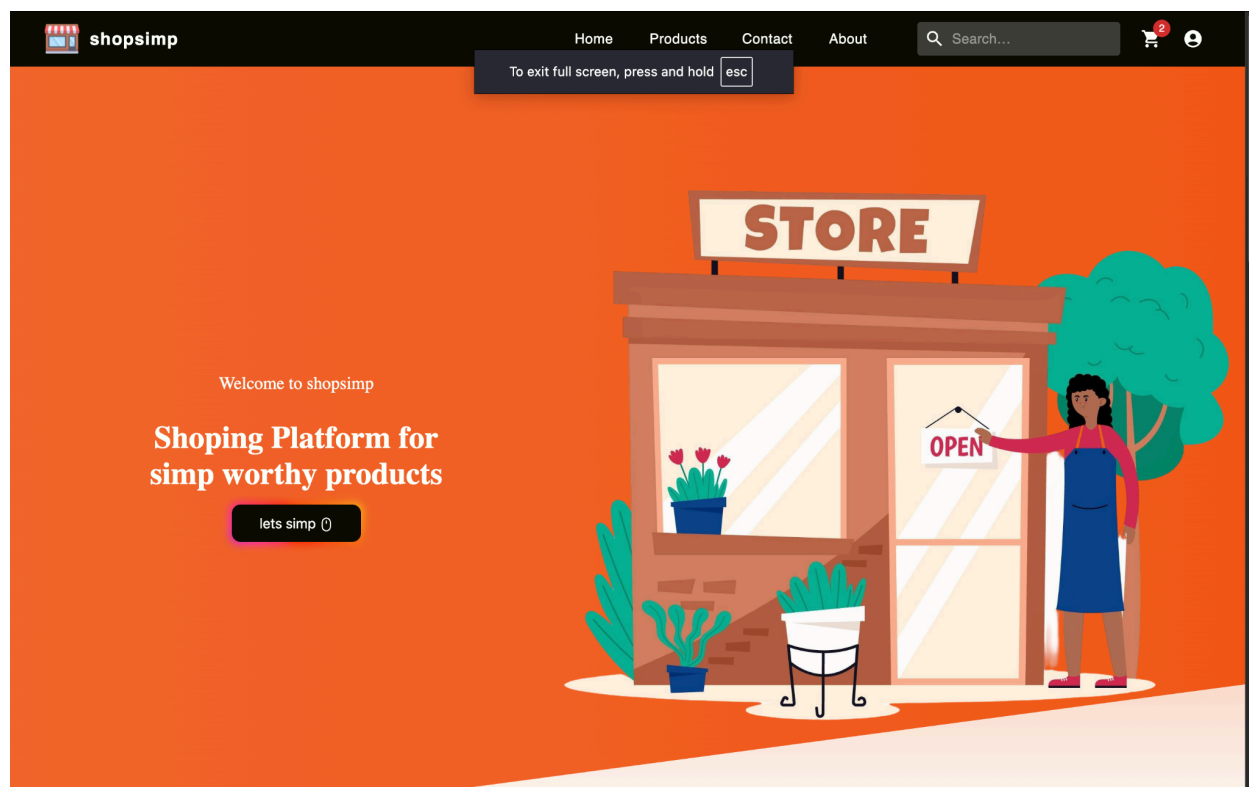 shopsimp
Home Products Contact About Search... 2
To exit full screen, press and hold esc
STORE
OPEN
Welcome to shopsimp
Shoping Platform for
simp worthy products
lets simp